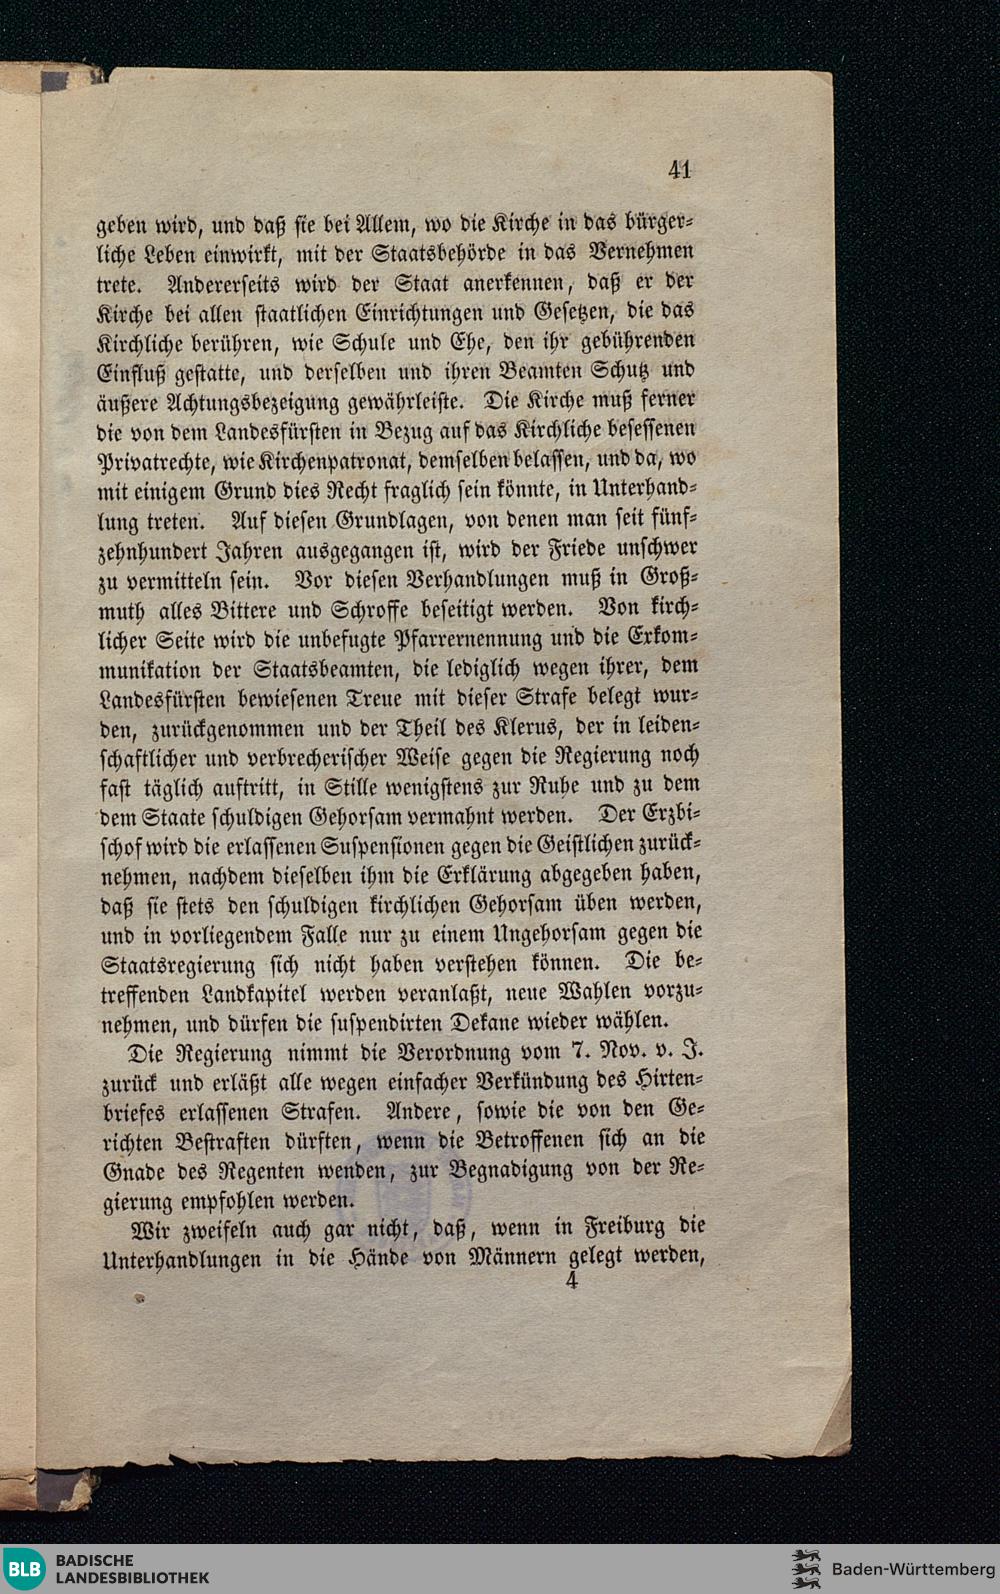 41
geben wird, und daß sie bei Allem, wo die Kirche in das bürger-
liche Leben einwirkt, mit der Staatsbehörde in das Vernehmen
trete. Andererseits wird der Staat anerkennen, daß er der
Kirche bei allen staatlichen Einrichtungen und Gesetzen, die das
Kirchliche berühren, wie Schule und Ehe, den ihr gebührenden
Einfluß gestatte, und derselben und ihren Beamten Schutz und
äußere Achtungsbezeigung gewährleiste. Die Kirche muß ferner
die von dem Landesfürsten in Bezug auf das Kirchliche besessenen
Privatrechte, wie Kirchenpatronat, demselben belassen, und da, wo
mit einigem Grund dies Recht fraglich sein könnte, in Unterhand-
lung treten. Auf diesen Grundlagen, von denen man seit fünf-
zehnhundert Jahren ausgegangen ist, wird der Friede unschwer
zu vermitteln sein. Vor diesen Verhandlungen muß in Groß-
muth alles Bittere und Schroffe beseitigt werden. Von kirch-
licher Seite wird die unbefugte Pfarrernennung und die Exkom-
munikation der Staatsbeamten, die lediglich wegen ihrer, dem
Landesfürsten bewiesenen Treue mit dieser Strafe belegt wur-
den, zurückgenommen und der Theil des Klerus, der in leiden-
schaftlicher und verbrecherischer Weise gegen die Regierung noch
fast täglich auftritt, in Stille wenigstens zur Ruhe und zu dem
dem Staate schuldigen Gehorsam vermahnt werden. Der Erzbi-
schof wird die erlassenen Suspensionen gegen die Geistlichen zurück-
nehmen, nachdem dieselben ihm die Erklärung abgegeben haben,
daß sie stets den schuldigen kirchlichen Gehorsam üben werden,
und in vorliegendem Falle nur zu einem Ungehorsam gegen die
Staatsregierung sich nicht haben verstehen können. Die be-
treffenden Landkapitel werden veranlaßt, neue Wahlen vorzu-
nehmen, und dürfen die suspendirten Dekane wieder wählen.
Die Regierung nimmt die Verordnung vom 7. Nov. v. J.
zurück und erläßt alle wegen einfacher Verkündung des Hirten-
briefes erlassenen Strafen. Andere, sowie die von den Ge-
richten Bestraften dürften, wenn die Betroffenen sich an die
Gnade des Regenten wenden, zur Begnadigung von der Re-
gierung empfohlen werden.
Wir zweifeln auch gar nicht, daß, wenn in Freiburg die
Unterhandlungen in die Hände von Männern gelegt werden,
4
BLB BADISCHE
LANDESBIBLIOTHEK
Baden-Württemberg